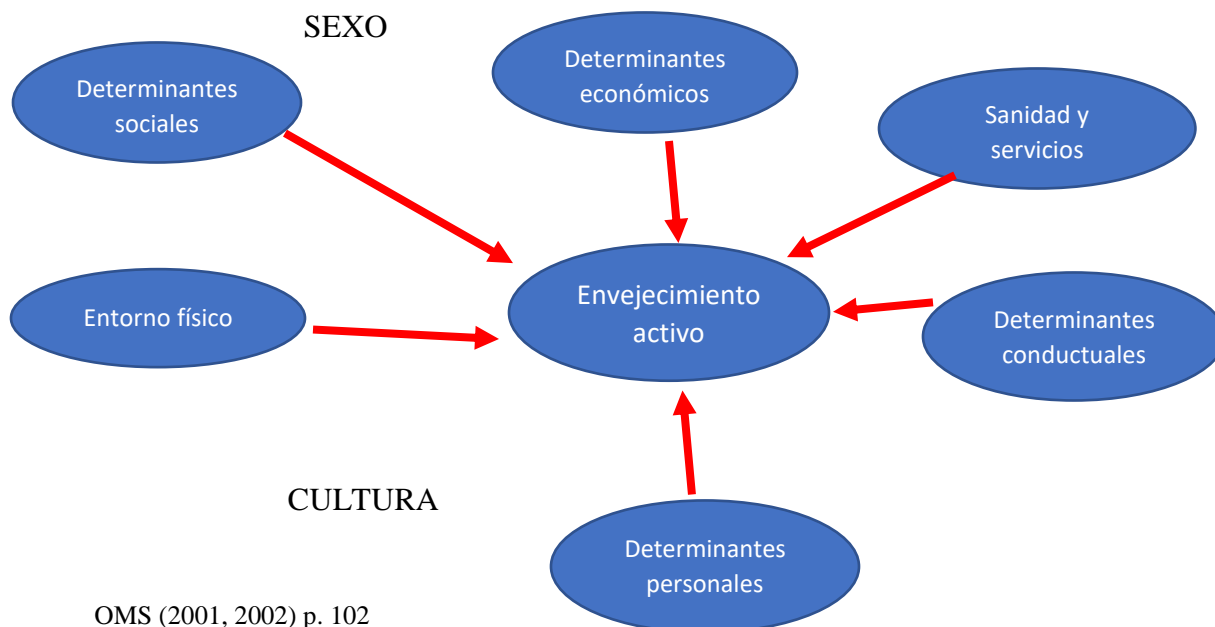 SEXO
Determinantes
sociales
Determinantes
económicos
Sanidad y
servicios
Entorno físico
Envejecimiento
activo
Determinantes
conductuales
CULTURA
Determinantes
personales
OMS (2001, 2002) p. 102